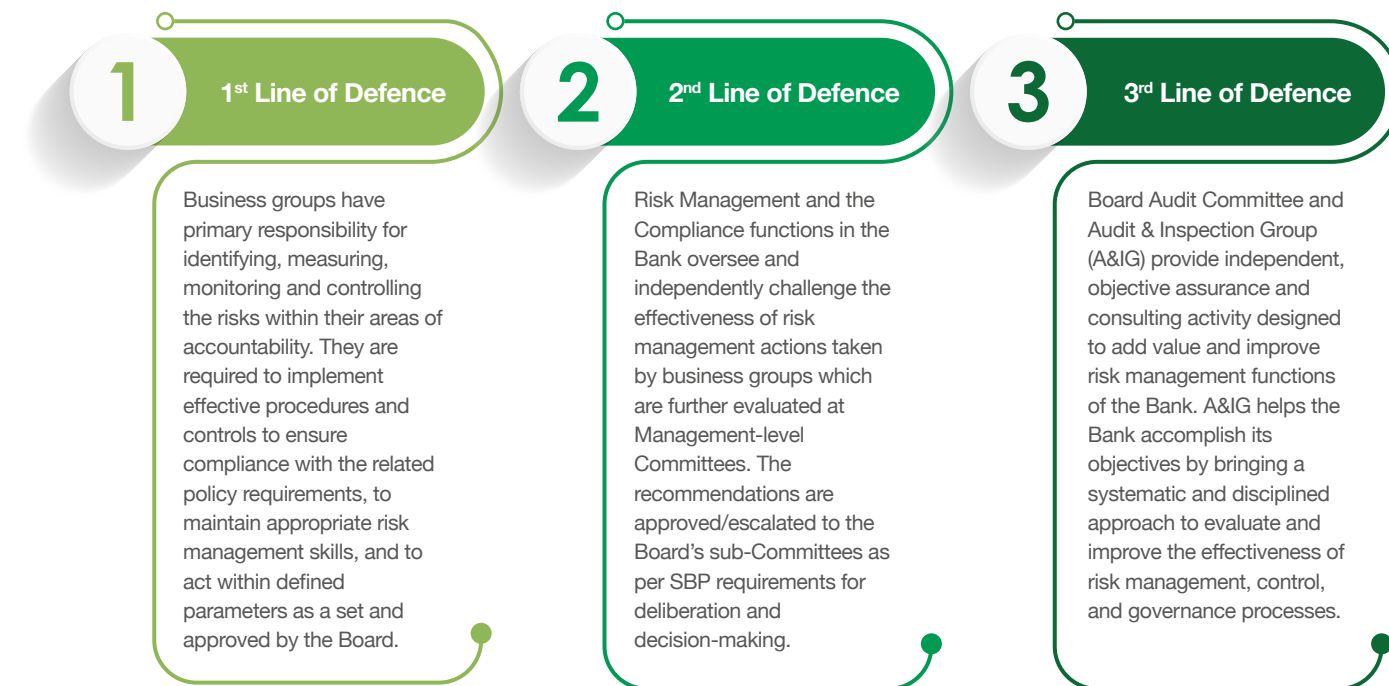 1
1st Line of Defence
Business groups have
primary responsibility for
identifying, measuring,
monitoring and controlling
the risks within their areas of
accountability. They are
required to implement
effective procedures and
controls to ensure
compliance with the related
policy requirements, to
maintain appropriate risk
management skills, and to
act within defined
parameters as a set and
approved by the Board.
2
2nd Line of Defence
Risk Management and the
Compliance functions in the
Bank oversee and
independently challenge the
effectiveness of risk
management actions taken
by business groups which
are further evaluated at
Management-level
Committees. The
recommendations are
approved/escalated to the
Board’s sub-Committees as
per SBP requirements for
deliberation and
decision-making.
3
3rd Line of Defence
Board Audit Committee and
Audit & Inspection Group
(A&IG) provide independent,
objective assurance and
consulting activity designed
to add value and improve
risk management functions
of the Bank. A&IG helps the
Bank accomplish its
objectives by bringing a
systematic and disciplined
approach to evaluate and
improve the effectiveness of
risk management, control,
and governance processes.